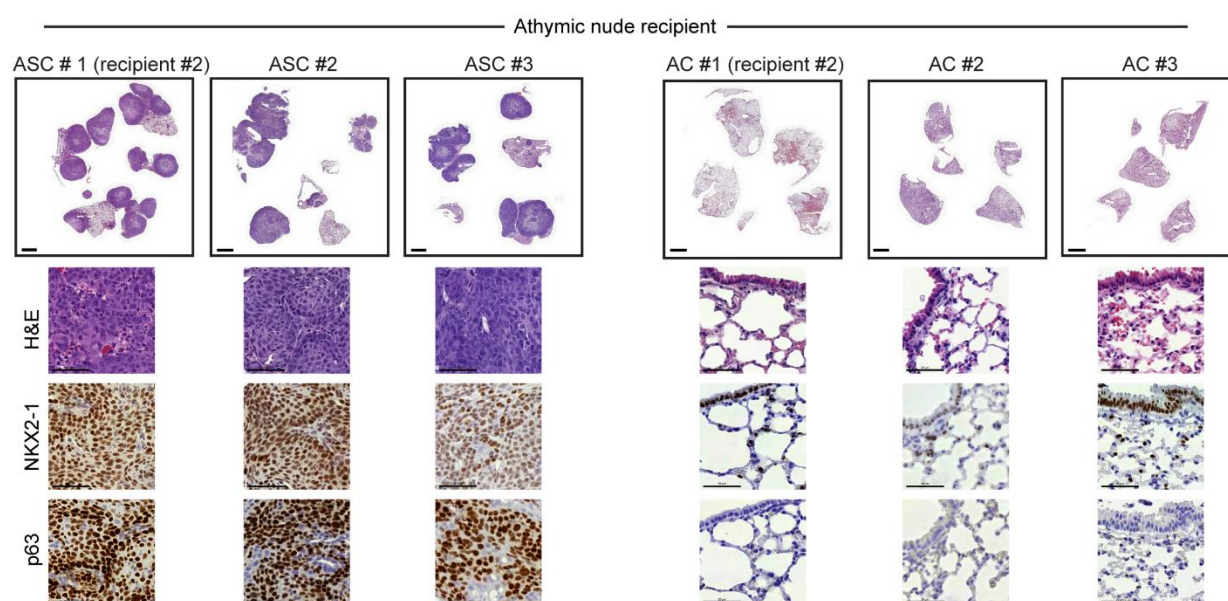 Athymic nude recipient
ASC # 1 (recipient #2) ASC #2 ASC #3 AC #1 (recipient #2) AC #2 AC #3
H&E
NKX2-1
p63